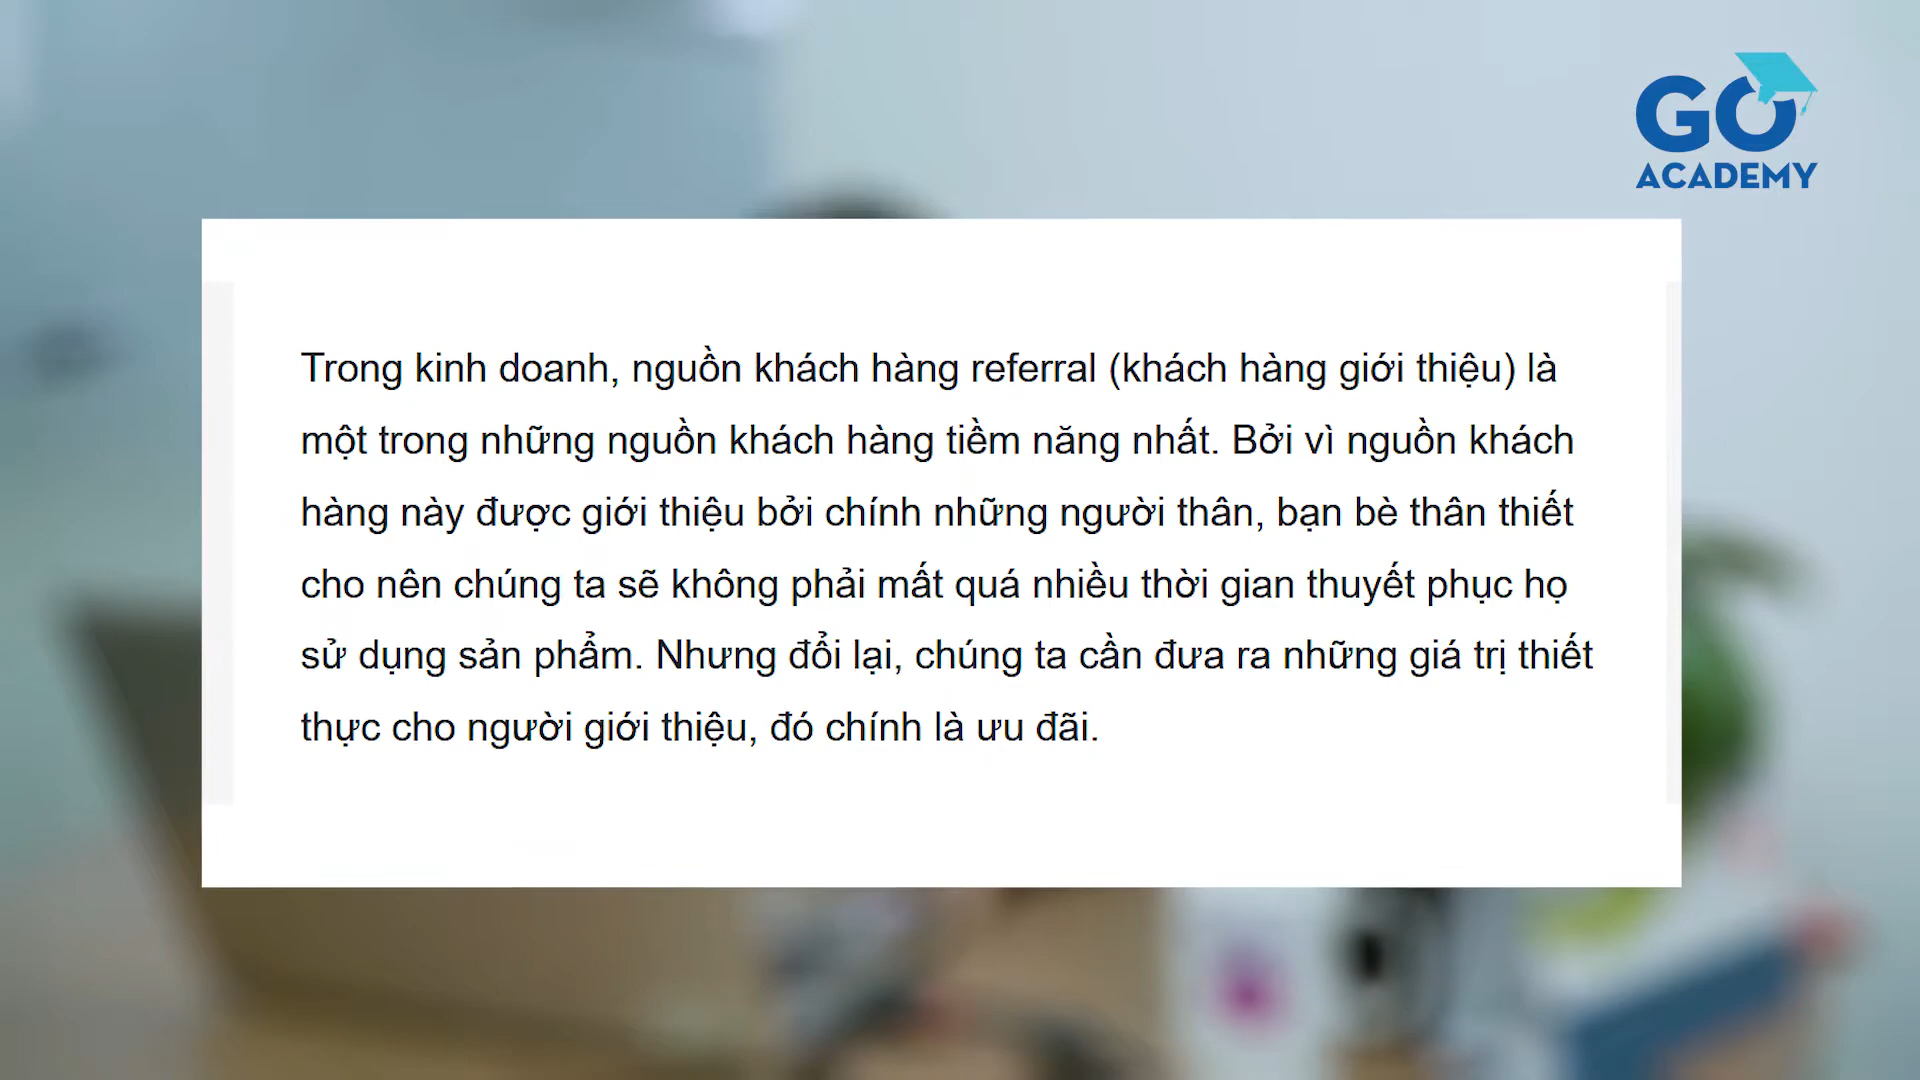 GO
ACADEMY
Trong kinh doanh, nguồn khách hàng referral (khách hàng giới thiệu) là
một trong những nguồn khách hàng tiềm năng nhất. Bởi vì nguồn khách
hàng này được giới thiệu bởi chính những người thân, bạn bè thân thiết
cho nên chúng ta sẽ không phải mất quá nhiều thời gian thuyết phục họ
sử dụng sản phẩm. Nhưng đổi lại, chúng ta cần đưa ra những giá trị thiết
thực cho người giới thiệu, đó chính là ưu đãi.